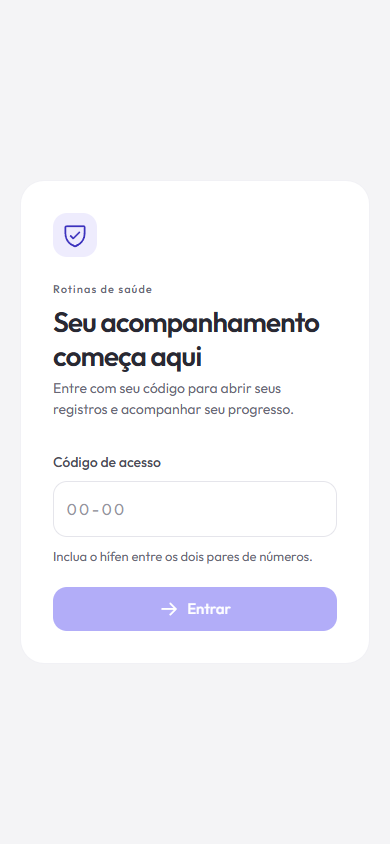 Rotinas de saúde
Seu acompanhamento
começa aqui
Entre com seu código para abrir seus
registros e acompanhar seu progresso.
Código de acesso
00-00
Inclua o hífen entre os dois pares de números.
Entrar